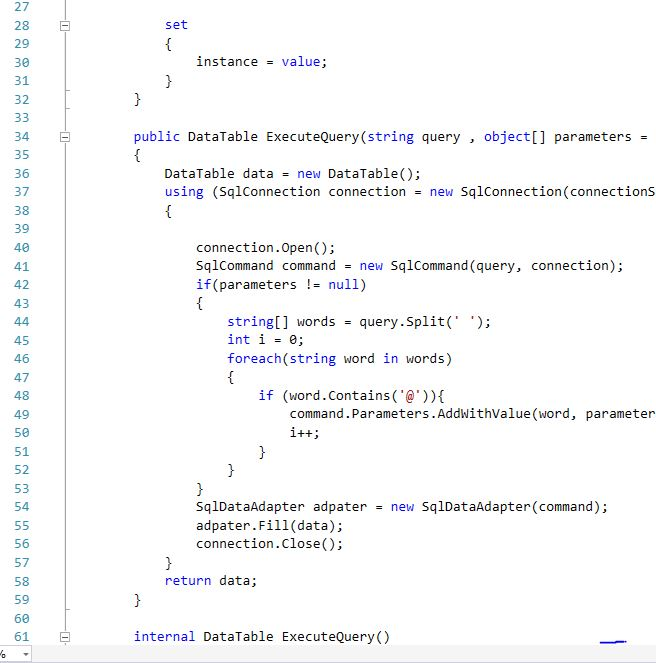 27
28 set
29 {
30 instance = value;
31 }
32 }
33
34 public DataTable ExecuteQuery(string query , object[] parameters =
35 {
36 DataTable data = new DataTable();
37 using (SqlConnection connection = new SqlConnection(connectionS
38 {
39
40 connection.Open();
41 SqlCommand command = new SqlCommand(query, connection);
42 if(parameters != null)
43 {
44 string[] words = query.Split(' ');
45 int i = 0;
46 foreach(string word in words)
47 {
48 if (word.Contains('@')){
49 command.Parameters.AddWithValue(word, parameter
50 i++;
51 }
52 }
53 }
54 SqlDataAdapter adpater = new SqlDataAdapter(command);
55 adpater.Fill(data);
56 connection.Close();
57 }
58 return data;
59 }
60
61 internal DataTable ExecuteQuery()
%